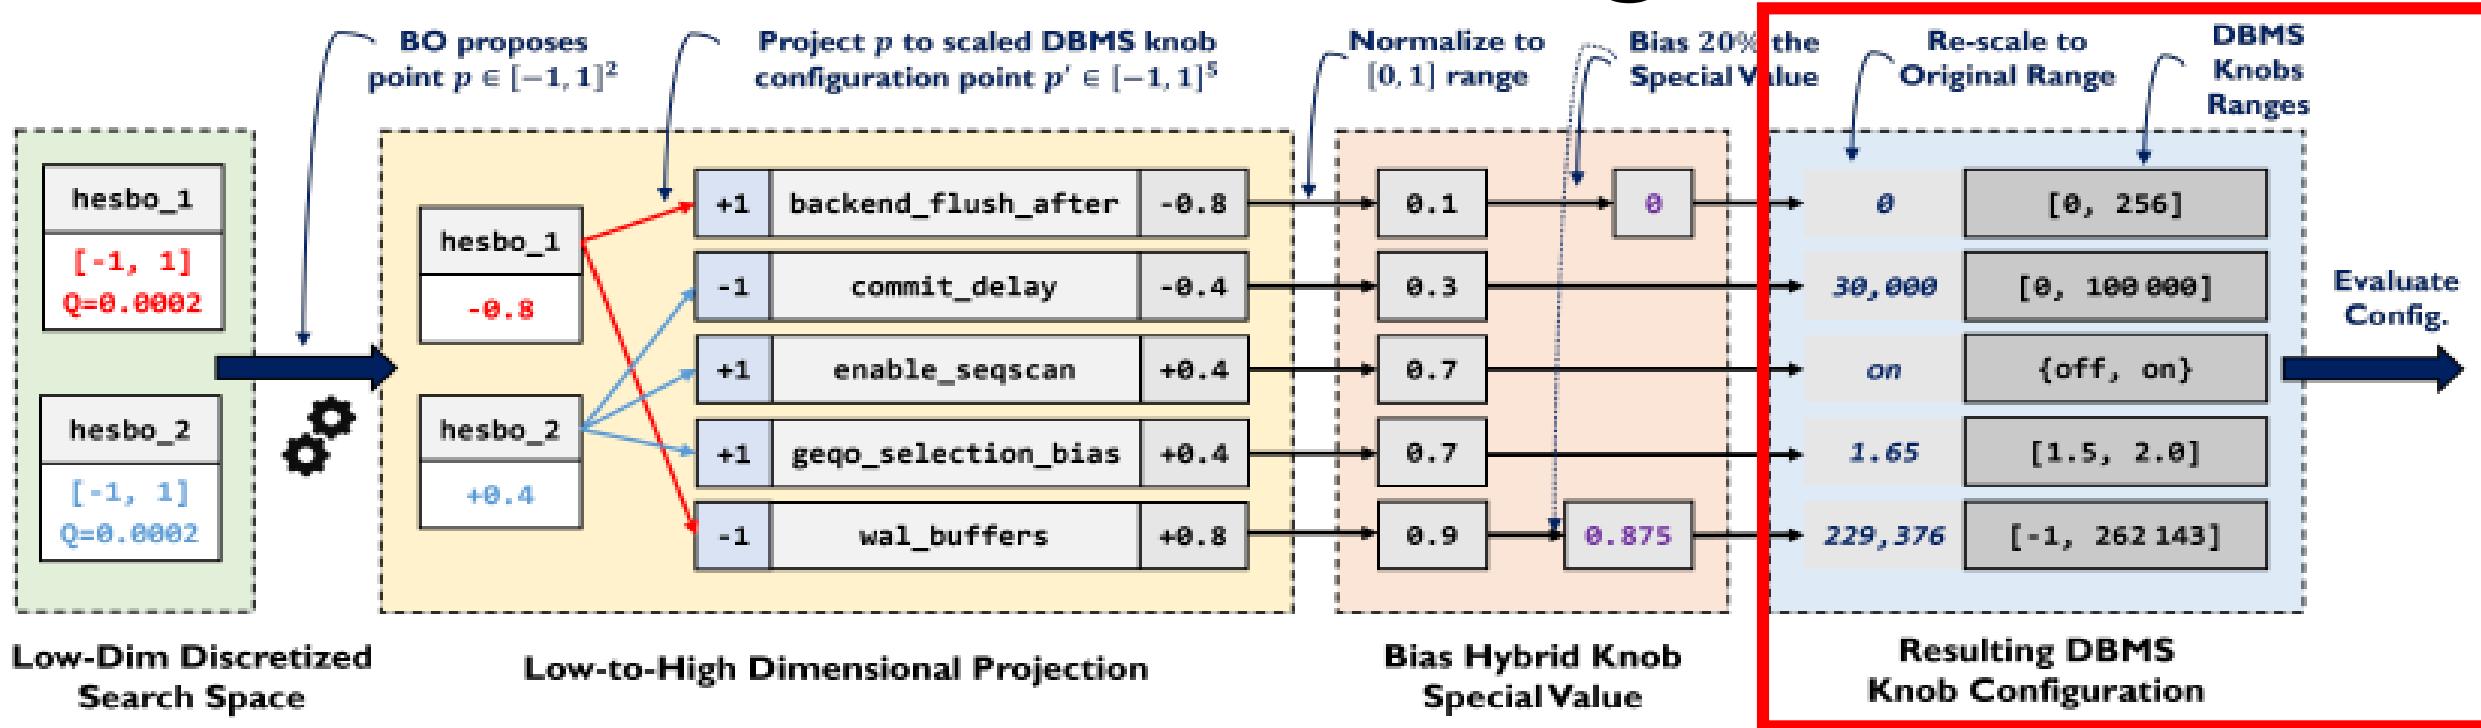 BO proposes
point p ∈ [−1, 1]²
Project p to scaled DBMS knob
configuration point p′ ∈ [−1, 1]⁵
Normalize to
[0, 1] range
Bias 20% the
Special Value
Re-scale to
Original Range
DBMS
Knobs
Ranges
hesbo_1
[-1, 1]
Q=0.0002
hesbo_2
[-1, 1]
Q=0.0002
hesbo_1
-0.8
hesbo_2
+0.4
+1 backend_flush_after -0.8 0.1 0 0 [0, 256]
-1 commit_delay -0.4 0.3 30,000 [0, 100 000]
+1 enable_seqscan +0.4 0.7 on {off, on}
+1 geqo_selection_bias +0.4 0.7 1.65 [1.5, 2.0]
-1 wal_buffers +0.8 0.9 0.875 229,376 [-1, 262 143]
Evaluate
Config.
Low-Dim Discretized
Search Space
Low-to-High Dimensional Projection
Bias Hybrid Knob
Special Value
Resulting DBMS
Knob Configuration